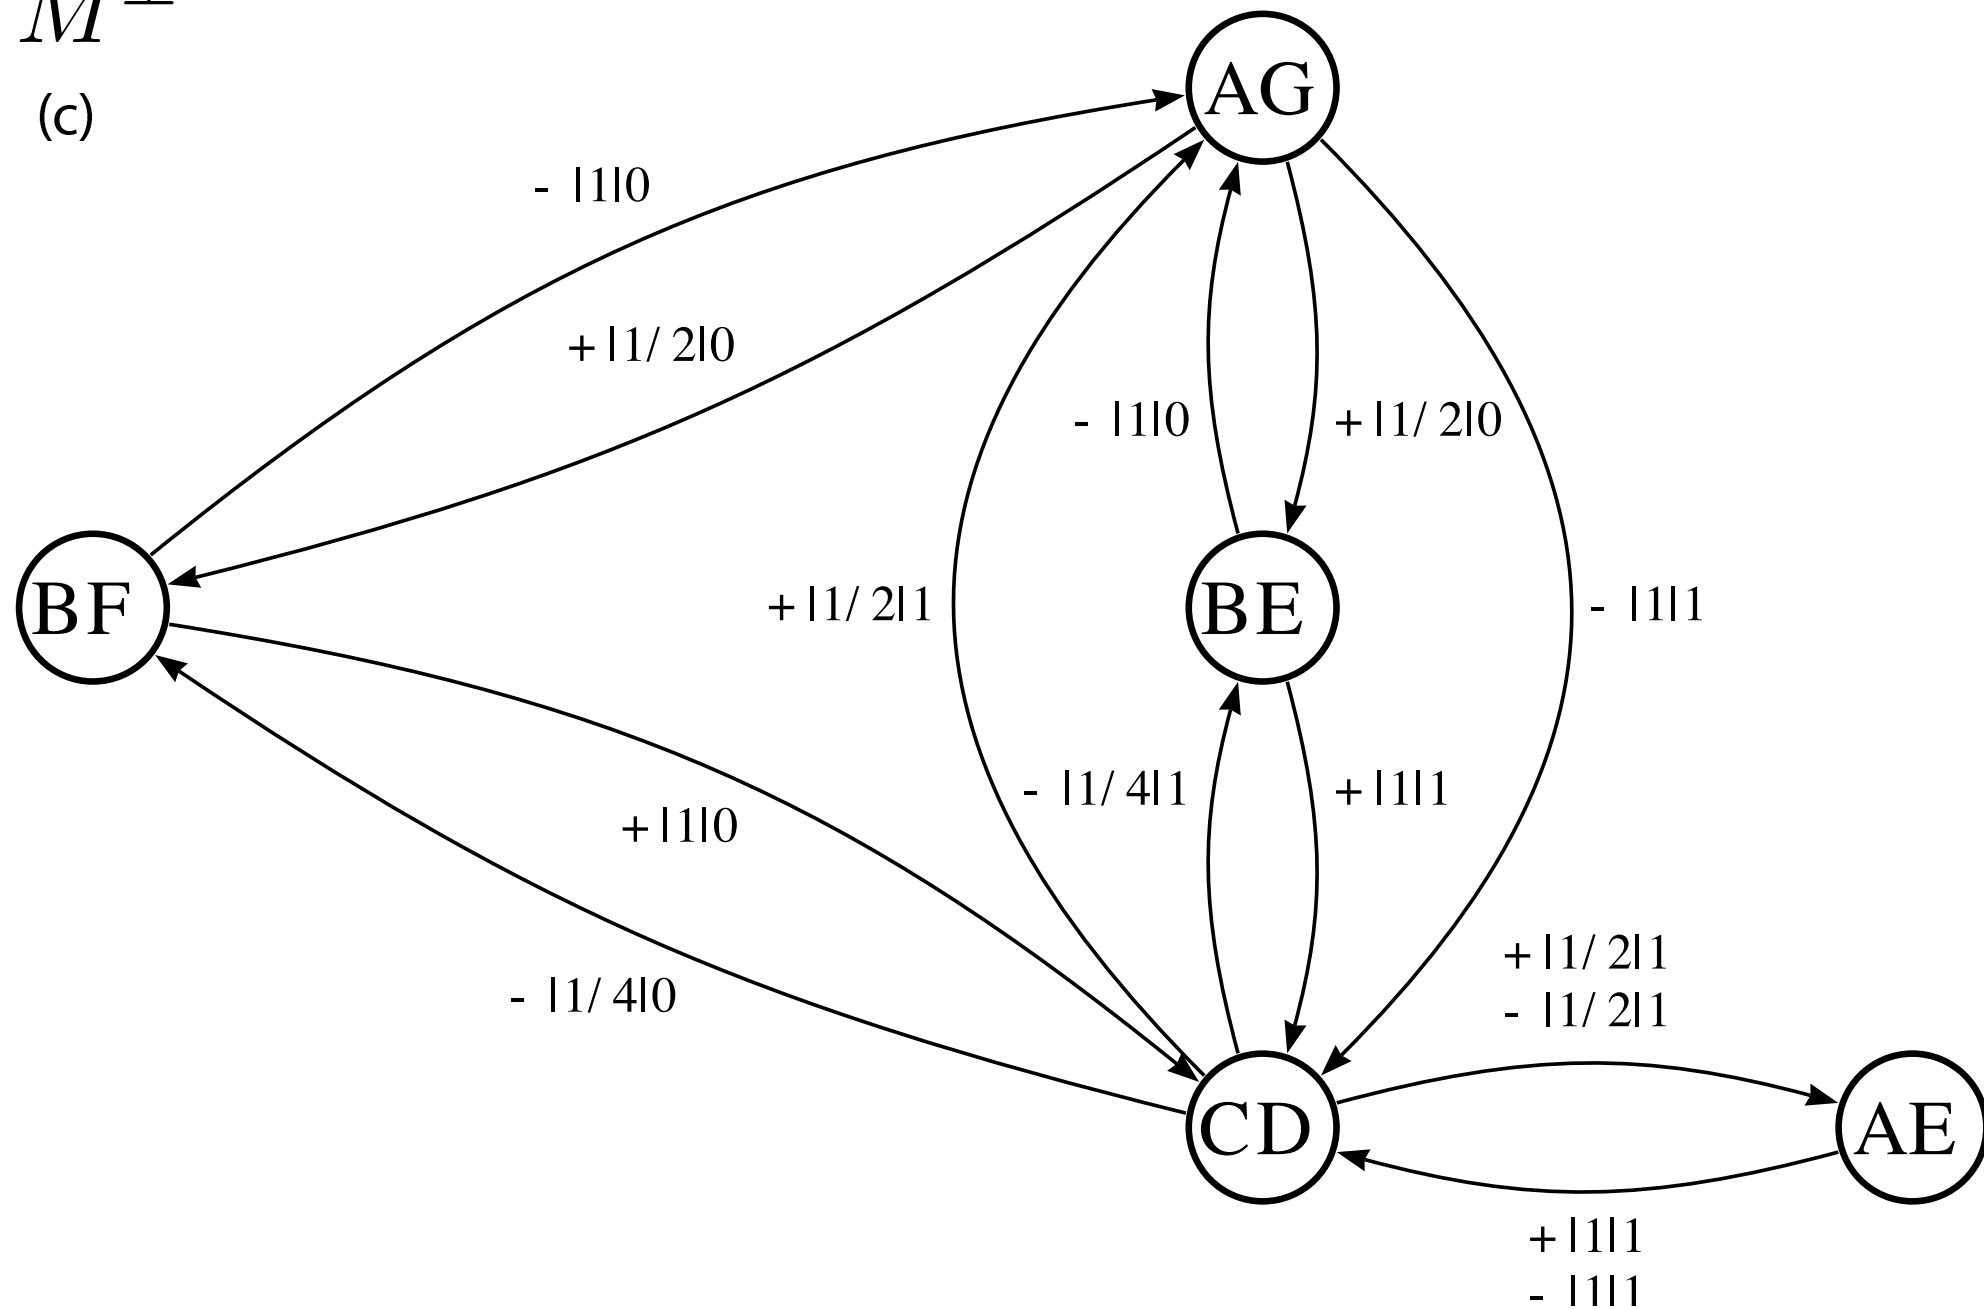 M ±
(c)
AG
- |1|0
+ |1/2|0
- |1|0
+ |1/2|0
BF
+ |1/2|1
BE
- |1|1
- |1/4|1
+ |1|1
+ |1|0
- |1/4|0
+ |1/2|1
- |1/2|1
CD
AE
+ |1|1
- |1|1